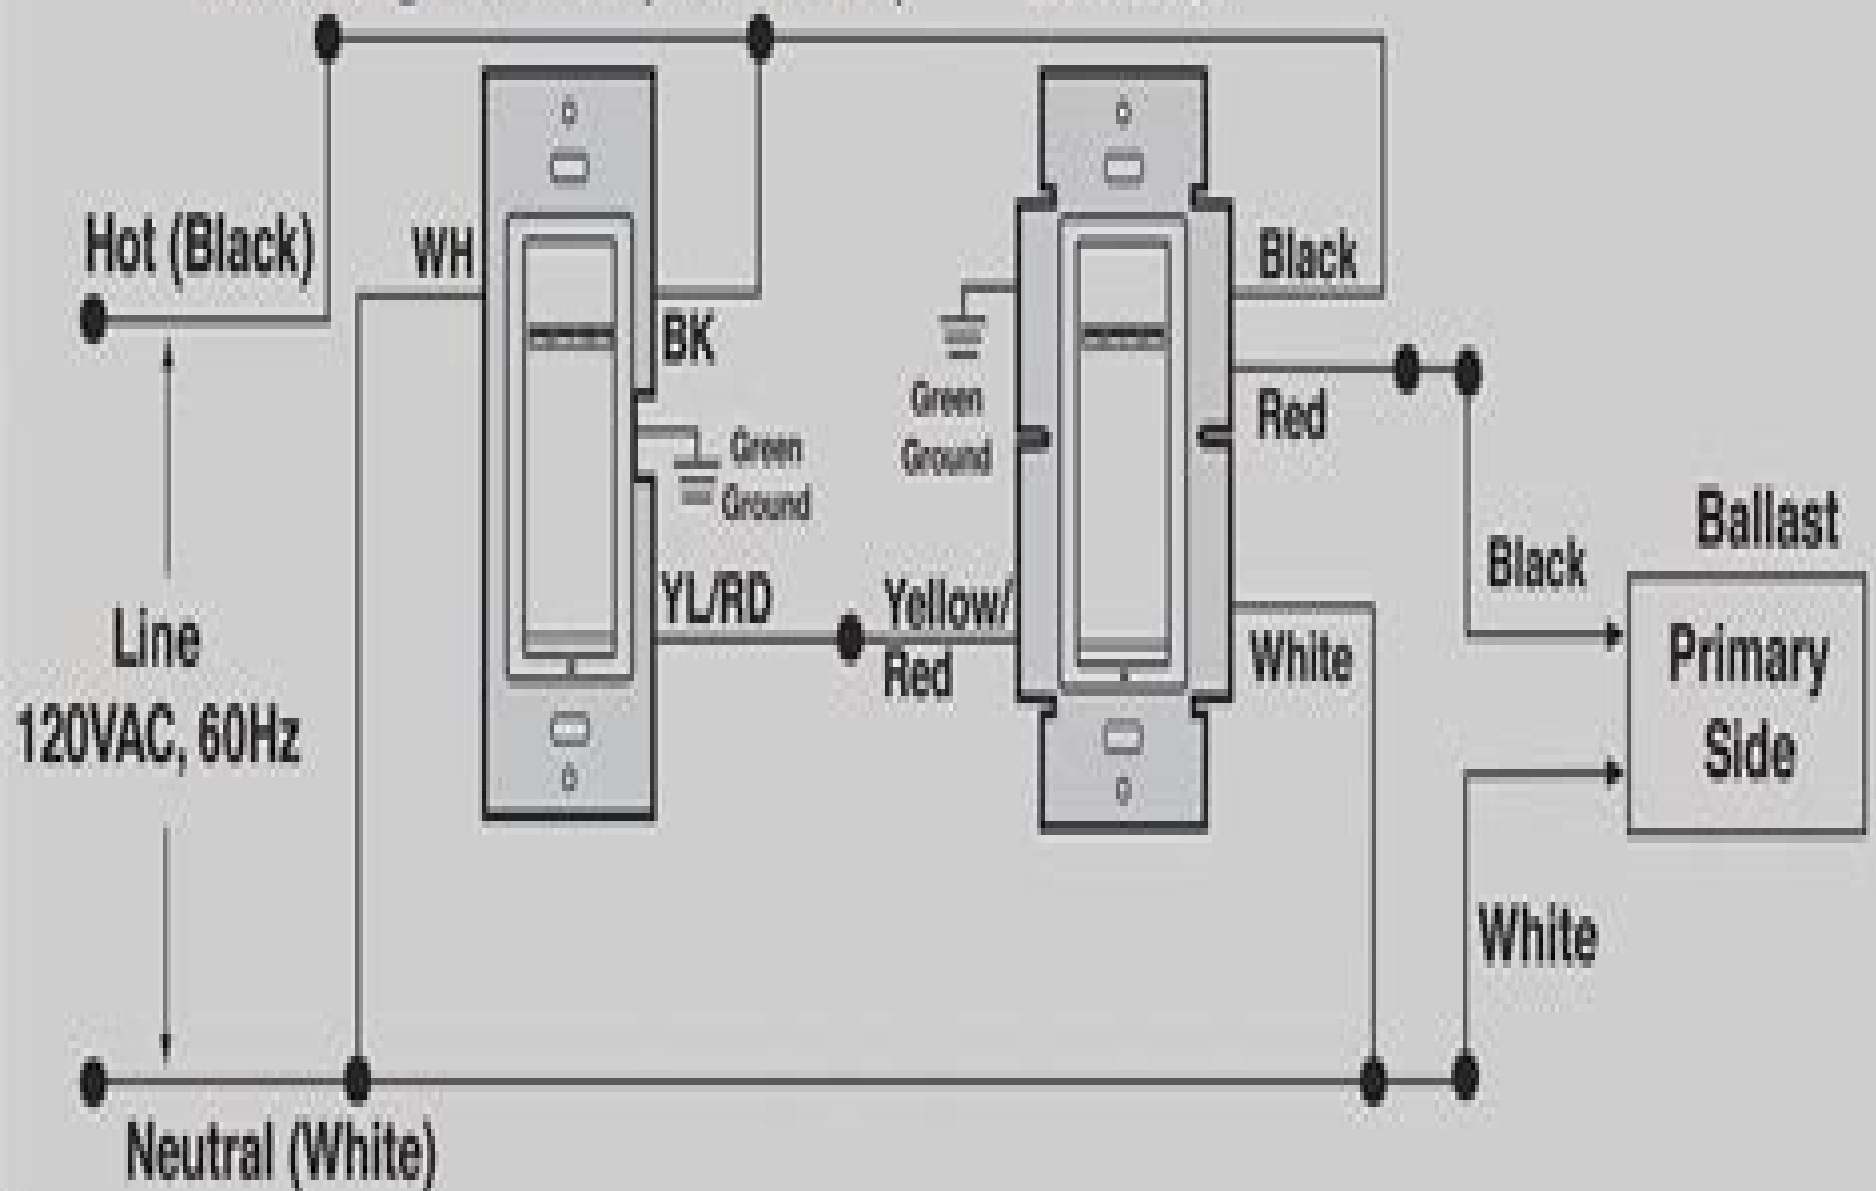 Hot (Black)
WH
BK
Green
Ground
YL/RD
Green
Ground
Yellow/
Red
Black
Red
White
Black
Ballast
Primary
Side
White
Line
120VAC, 60Hz
Neutral (White)